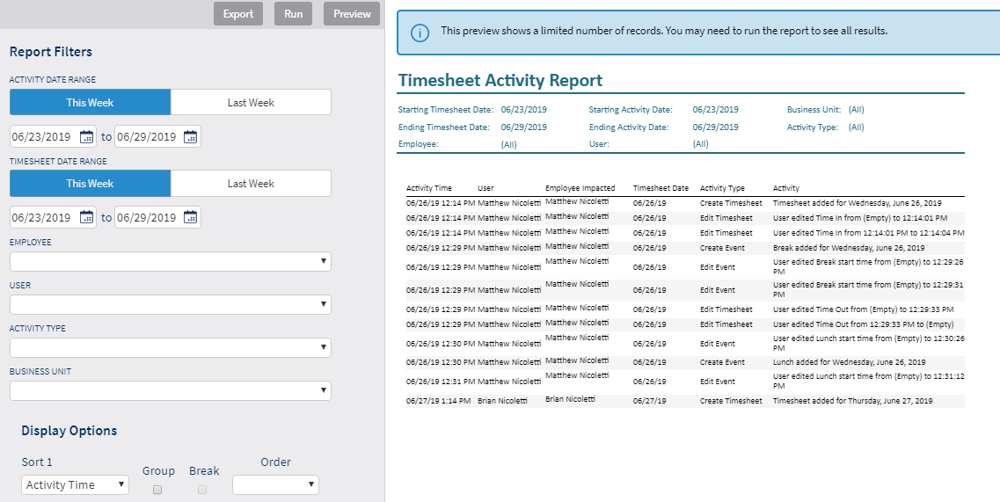 Export Run Preview
Report Filters
ACTIVITY DATE RANGE
This Week Last Week
06/23/2019 to 06/29/2019
TIMESHEET DATE RANGE
This Week Last Week
06/23/2019 to 06/29/2019
EMPLOYEE
USER
ACTIVITY TYPE
BUSINESS UNIT
Display Options
Sort 1 Group Break Order
Activity Time
This preview shows a limited number of records. You may need to run the report to see all results.
Timesheet Activity Report
Starting Timesheet Date: 06/23/2019 Starting Activity Date: 06/23/2019 Business Unit: (All)
Ending Timesheet Date: 06/29/2019 Ending Activity Date: 06/29/2019 Activity Type: (All)
Employee: (All) User: (All)
Activity Time User Employee Impacted Timesheet Date Activity Type Activity
06/26/19 12:14 PM Matthew Nicoletti Matthew Nicoletti 06/26/19 Create Timesheet Timesheet added for Wednesday, June 26, 2019
06/26/19 12:14 PM Matthew Nicoletti Matthew Nicoletti 06/26/19 Edit Timesheet User edited Time In from (Empty) to 12:14:01 PM
06/26/19 12:14 PM Matthew Nicoletti Matthew Nicoletti 06/26/19 Edit Timesheet User edited Time In from 12:14:01 PM to 12:14:04 PM
06/26/19 12:29 PM Matthew Nicoletti Matthew Nicoletti 06/26/19 Create Event Break added for Wednesday, June 26, 2019
06/26/19 12:29 PM Matthew Nicoletti Matthew Nicoletti 06/26/19 Edit Event User edited Break start time from (Empty) to 12:29:26
PM
06/26/19 12:29 PM Matthew Nicoletti Matthew Nicoletti 06/26/19 Edit Event User edited Break start time from (Empty) to 12:29:31
PM
06/26/19 12:29 PM Matthew Nicoletti Matthew Nicoletti 06/26/19 Edit Timesheet User edited Time Out from (Empty) to 12:29:33 PM
06/26/19 12:29 PM Matthew Nicoletti Matthew Nicoletti 06/26/19 Edit Timesheet User edited Time Out from 12:29:33 PM to (Empty)
06/26/19 12:30 PM Matthew Nicoletti Matthew Nicoletti 06/26/19 Edit Event User edited Lunch start time from (Empty) to 12:30:26
PM
06/26/19 12:30 PM Matthew Nicoletti Matthew Nicoletti 06/26/19 Create Event Lunch added for Wednesday, June 26, 2019
06/26/19 12:31 PM Matthew Nicoletti Matthew Nicoletti 06/26/19 Edit Event User edited Lunch start time from (Empty) to 12:31:12
PM
06/27/19 1:14 PM Brian Nicoletti Brian Nicoletti 06/27/19 Create Timesheet Timesheet added for Thursday, June 27, 2019